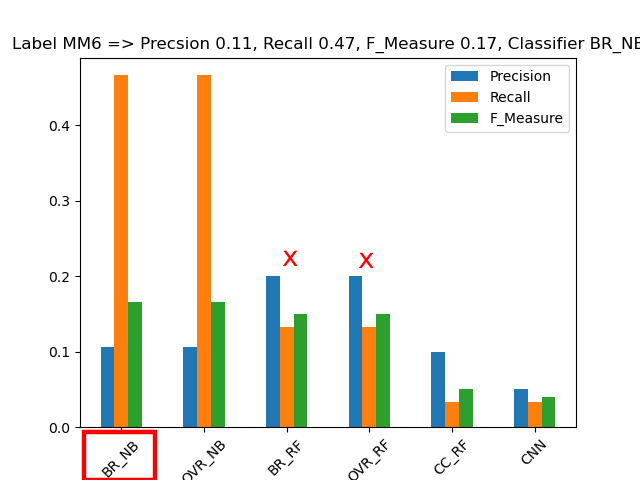 Label MM6 => Precsion 0.11, Recall 0.47, F_Measure 0.17, Classifier BR_NB
Precision
Recall
F_Measure
0.4
0.3
0.2
0.1
0.0
x x
BR_NB OVR_NB BR_RF OVR_RF CC_RF CNN